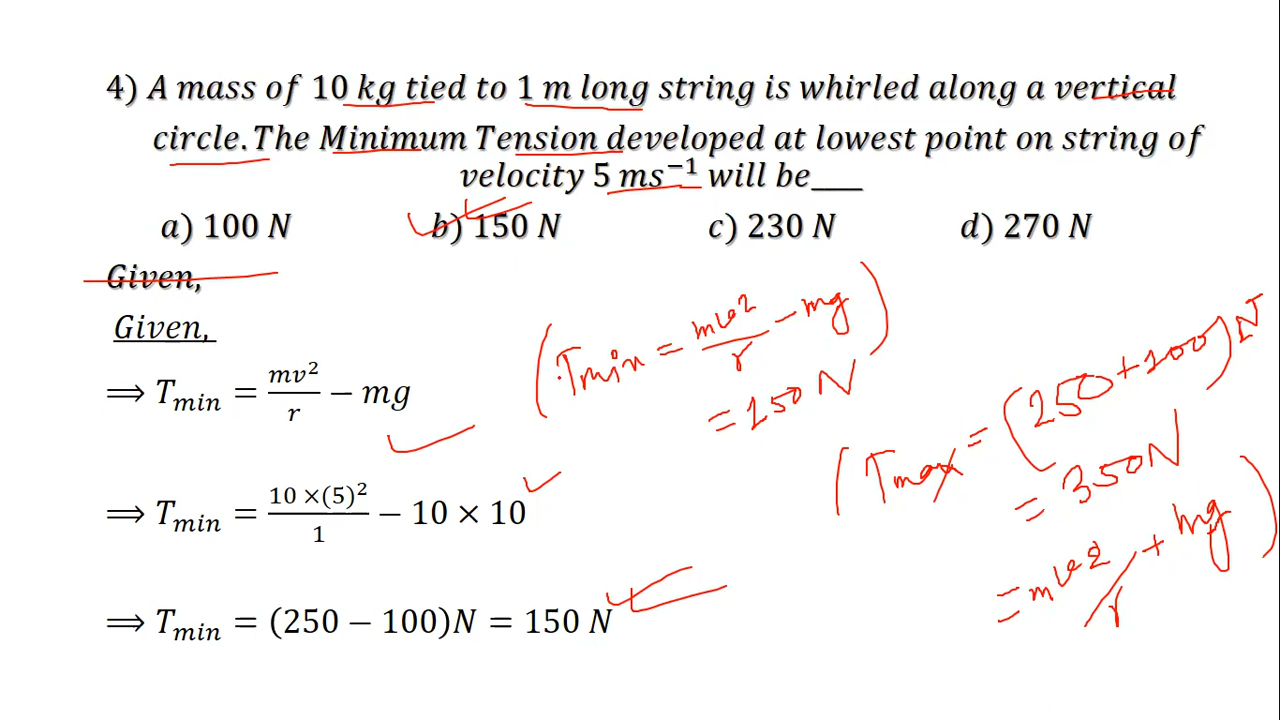 4) A mass of 10 kg tied to 1 m long string is whirled along a vertical
circle. The Minimum Tension developed at lowest point on string of
velocity 5 ms⁻¹ will be___
a) 100 N b) 150 N c) 230 N d) 270 N
Given,
Given,
⟹ T_min = mv²/r − mg
⟹ T_min = 10 ×(5)²/1 − 10 × 10
⟹ T_min = (250 − 100)N = 150 N
(T_min = mv²/r − mg)
= 150 N
(T_max = (250+100) N
= 350 N
= mv²/r + mg)